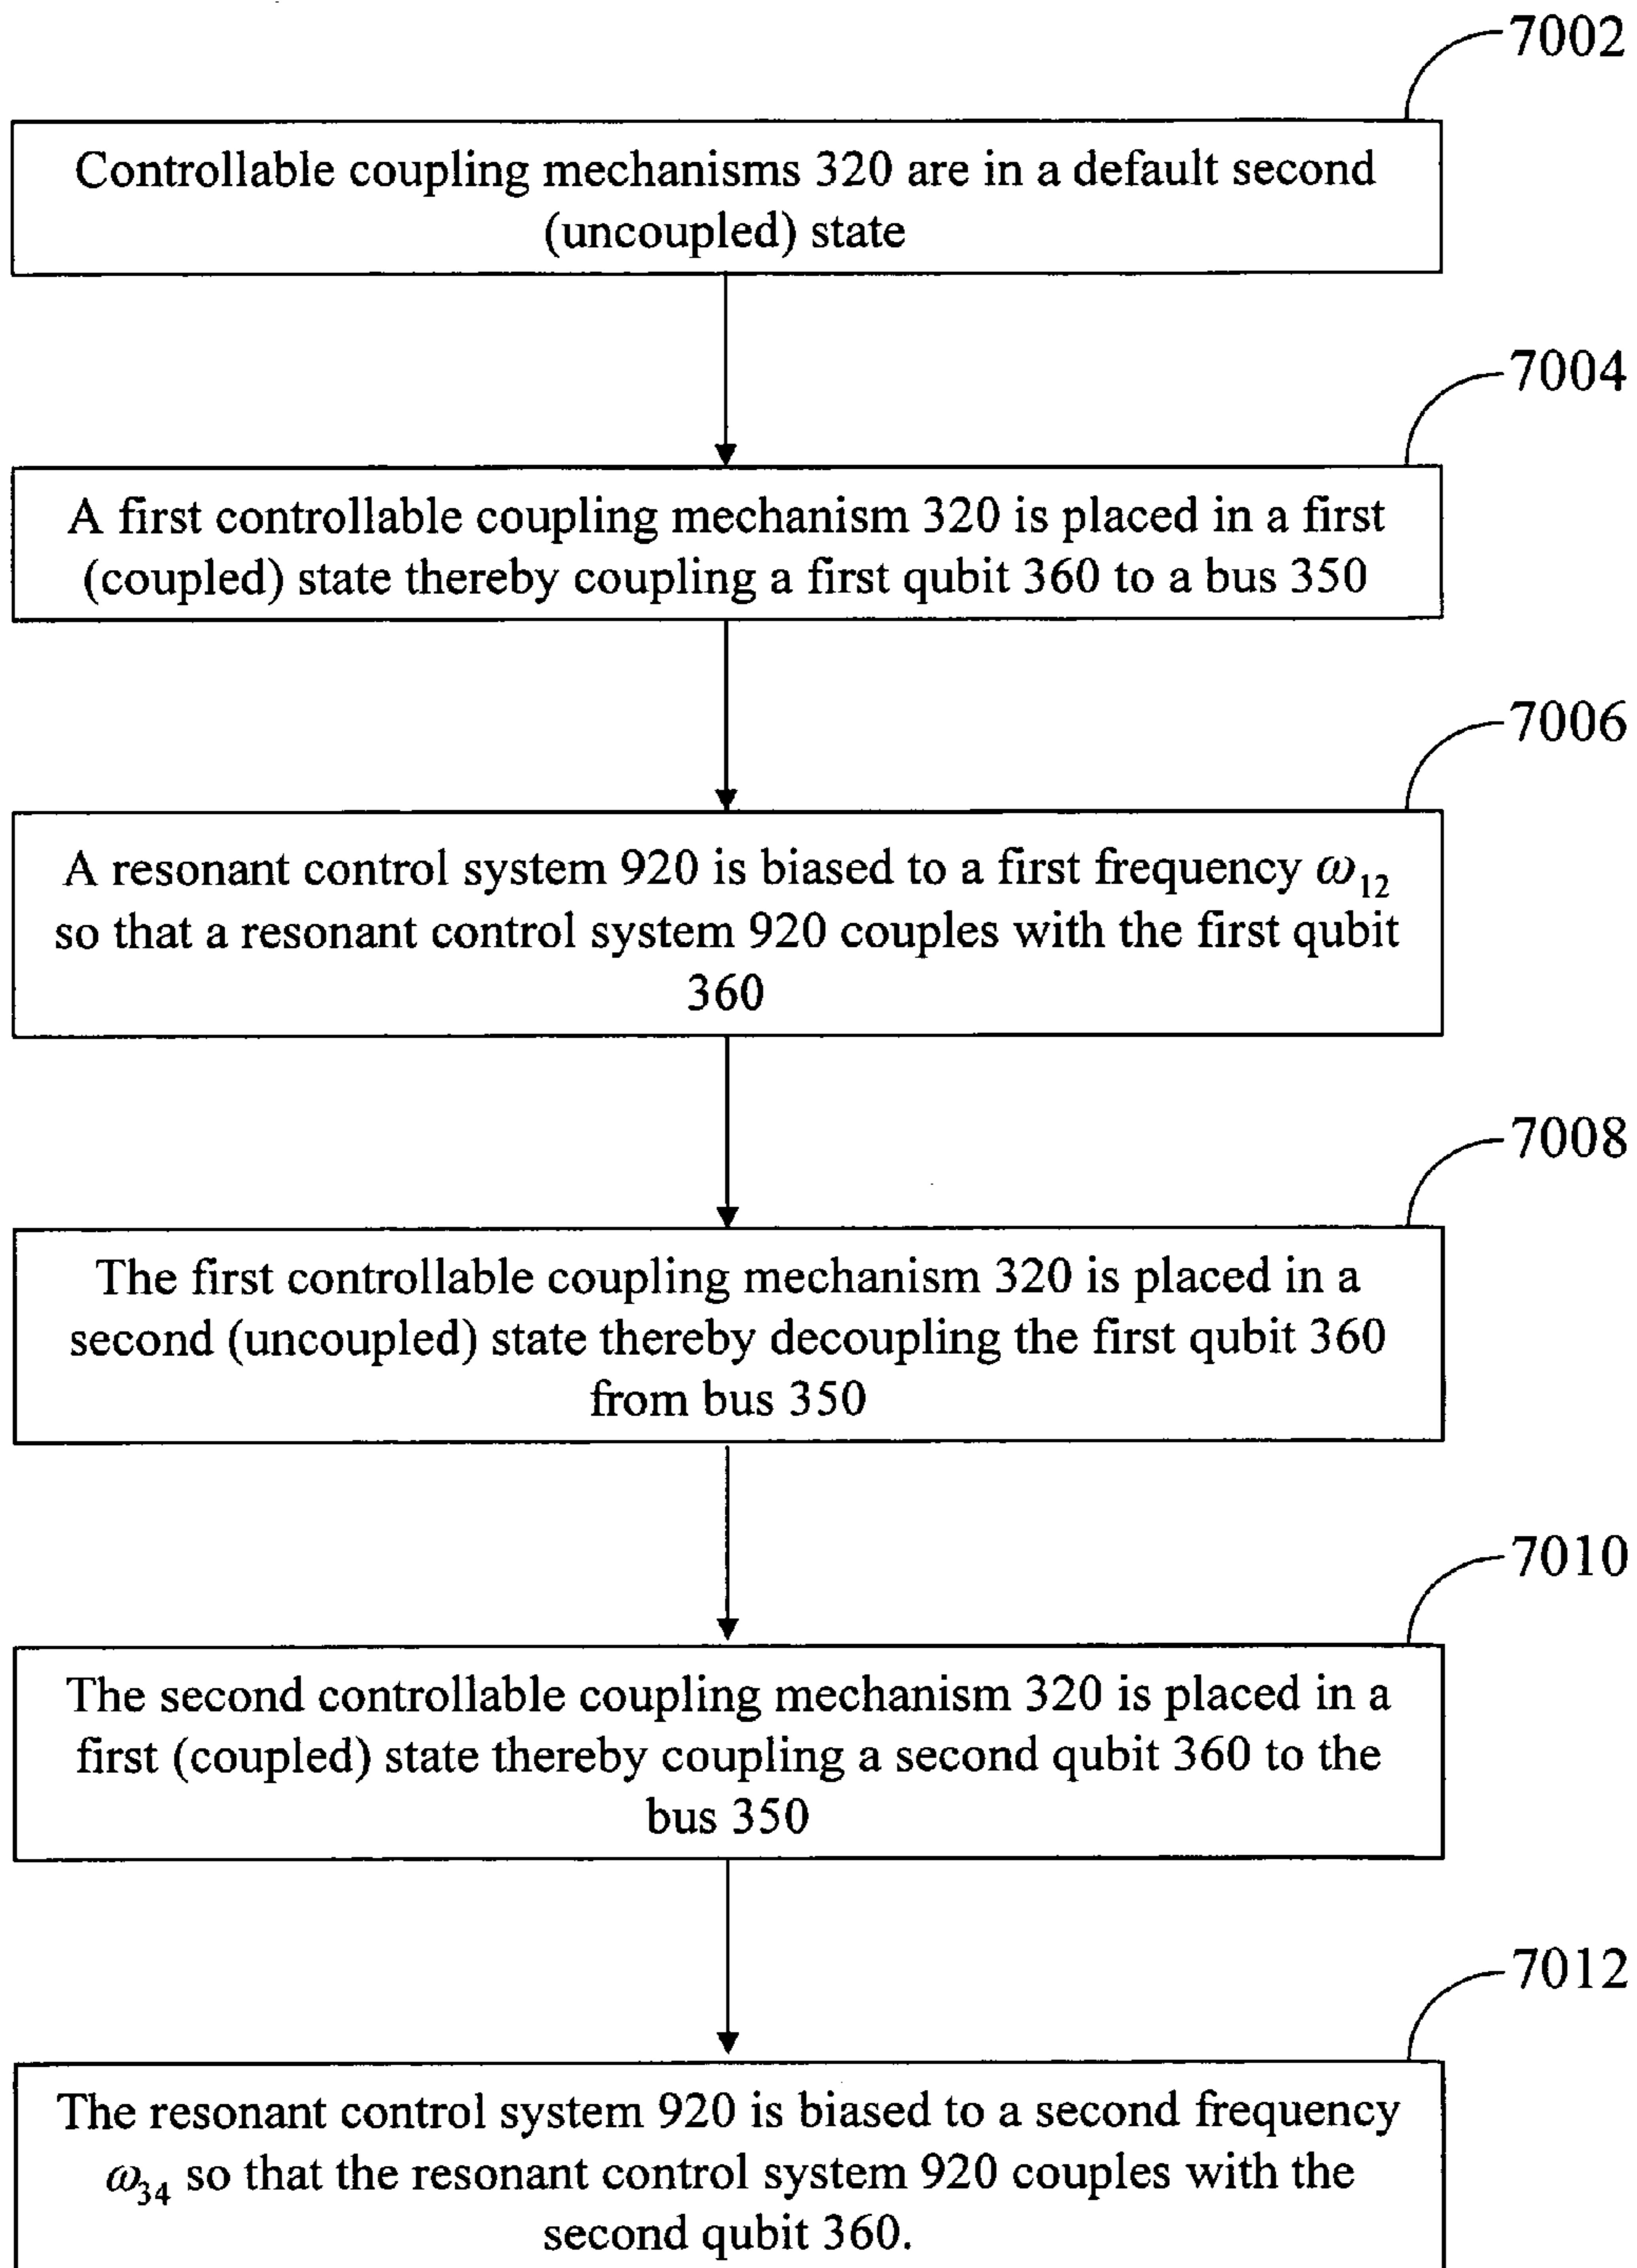 7002
Controllable coupling mechanisms 320 are in a default second
(uncoupled) state
7004
A first controllable coupling mechanism 320 is placed in a first
(coupled) state thereby coupling a first qubit 360 to a bus 350
7006
A resonant control system 920 is biased to a first frequency ω₁₂
so that a resonant control system 920 couples with the first qubit
360
7008
The first controllable coupling mechanism 320 is placed in a
second (uncoupled) state thereby decoupling the first qubit 360
from bus 350
7010
The second controllable coupling mechanism 320 is placed in a
first (coupled) state thereby coupling a second qubit 360 to the
bus 350
7012
The resonant control system 920 is biased to a second frequency
ω₃₄ so that the resonant control system 920 couples with the
second qubit 360.